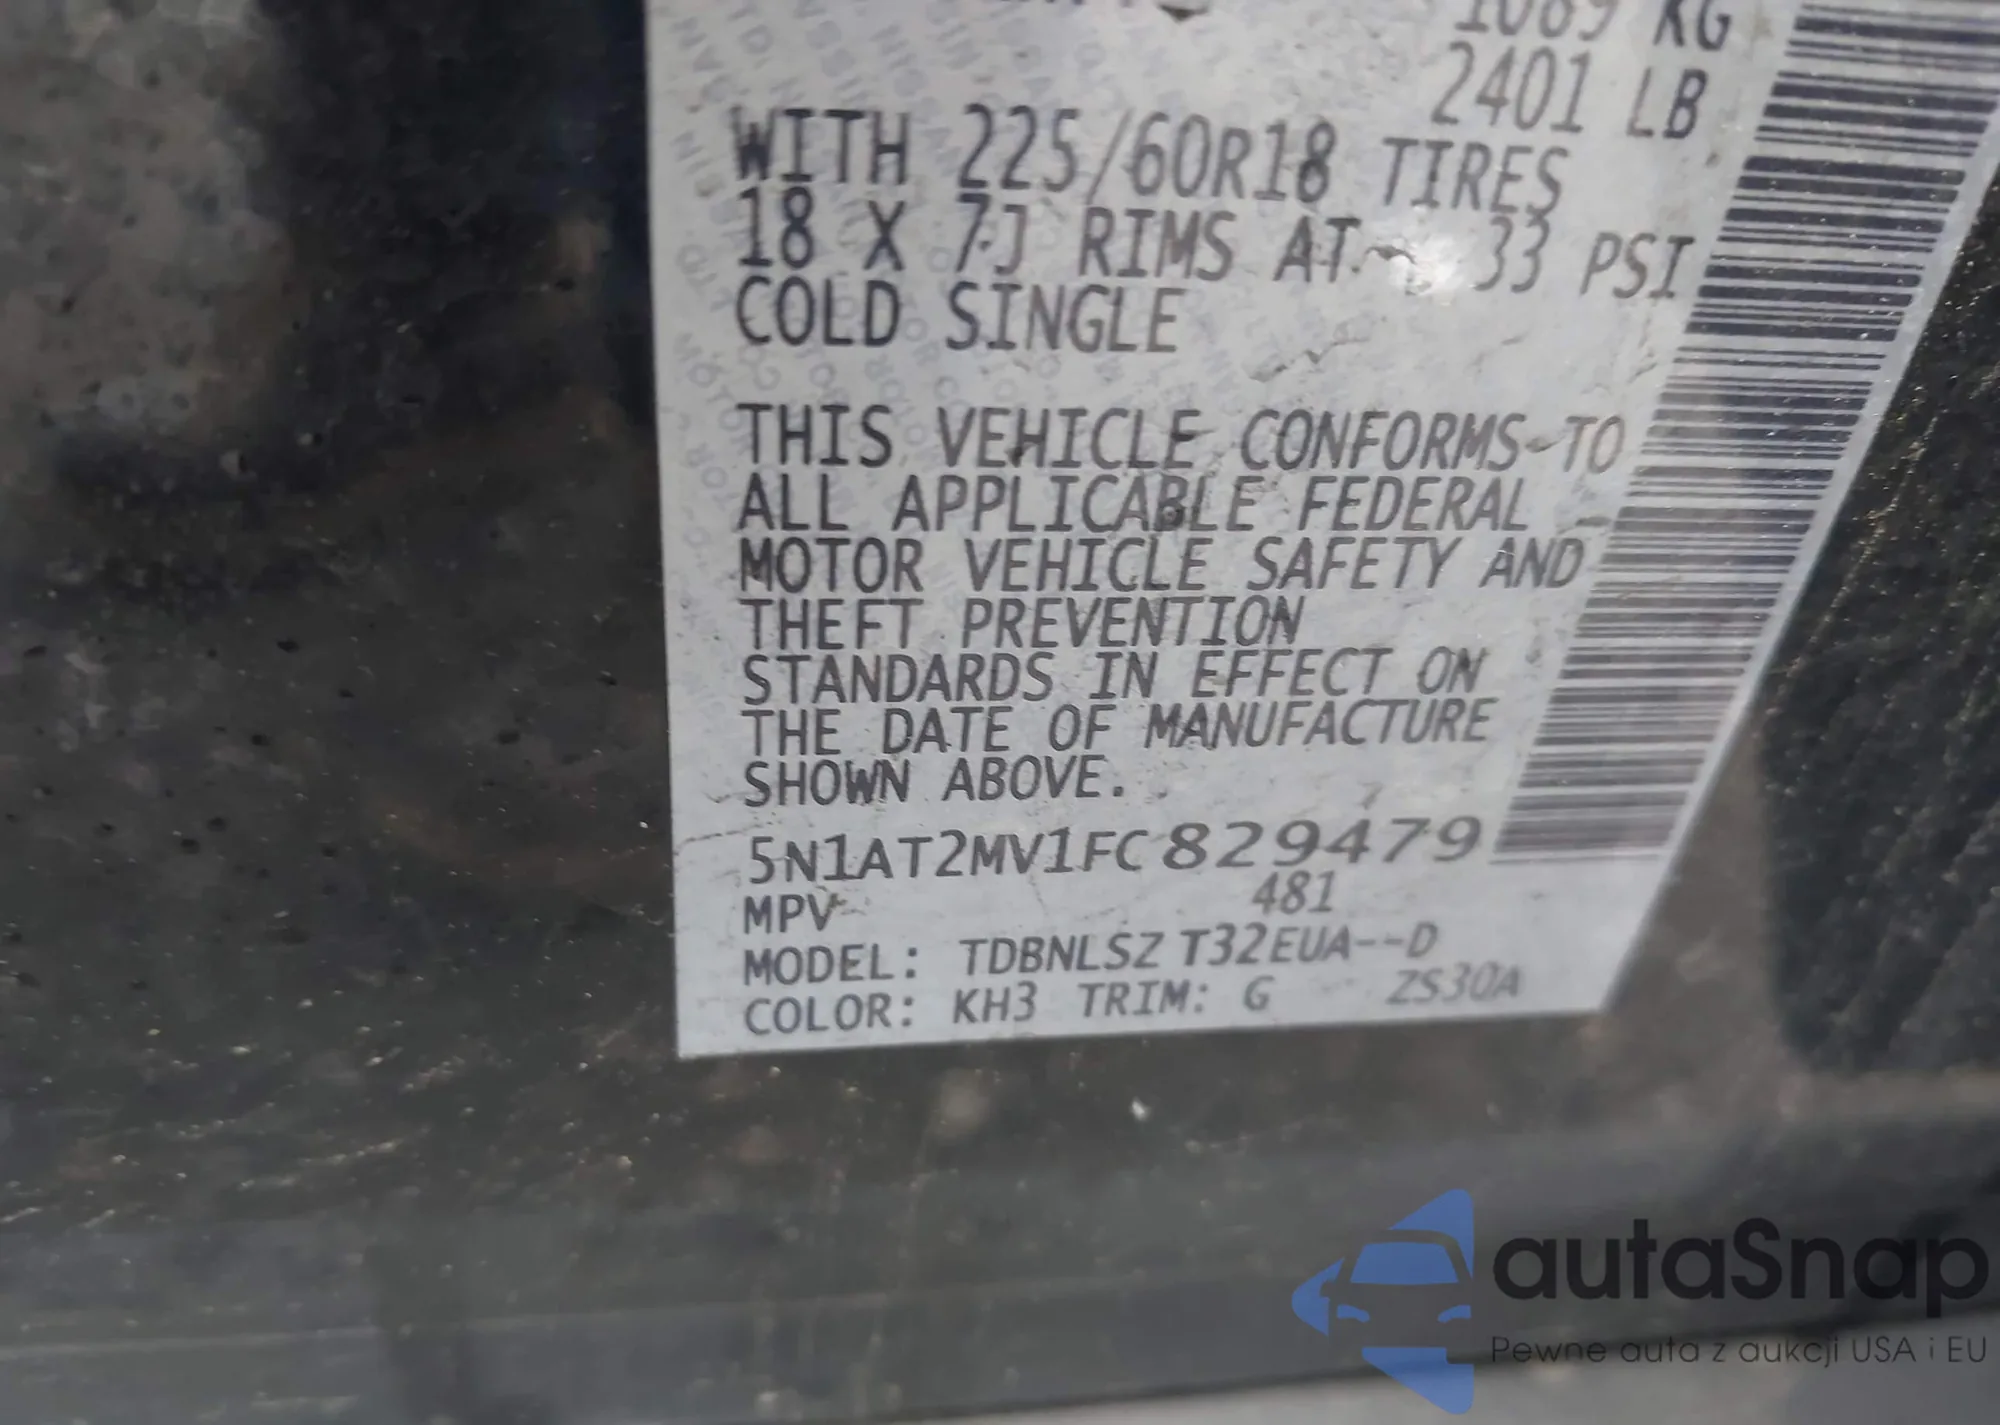 1089 KG
2401 LB
WITH 225/60R18 TIRES
18 X 7J RIMS AT 33 PSI
COLD SINGLE
THIS VEHICLE CONFORMS TO
ALL APPLICABLE FEDERAL
MOTOR VEHICLE SAFETY AND
THEFT PREVENTION
STANDARDS IN EFFECT ON
THE DATE OF MANUFACTURE
SHOWN ABOVE.
5N1AT2MV1FC829479
MPV 481
MODEL: TDBNLSZ T32EUA--D
COLOR: KH3 TRIM: G ZS30A
autaSnap
Pewne auta z aukcji USA i EU